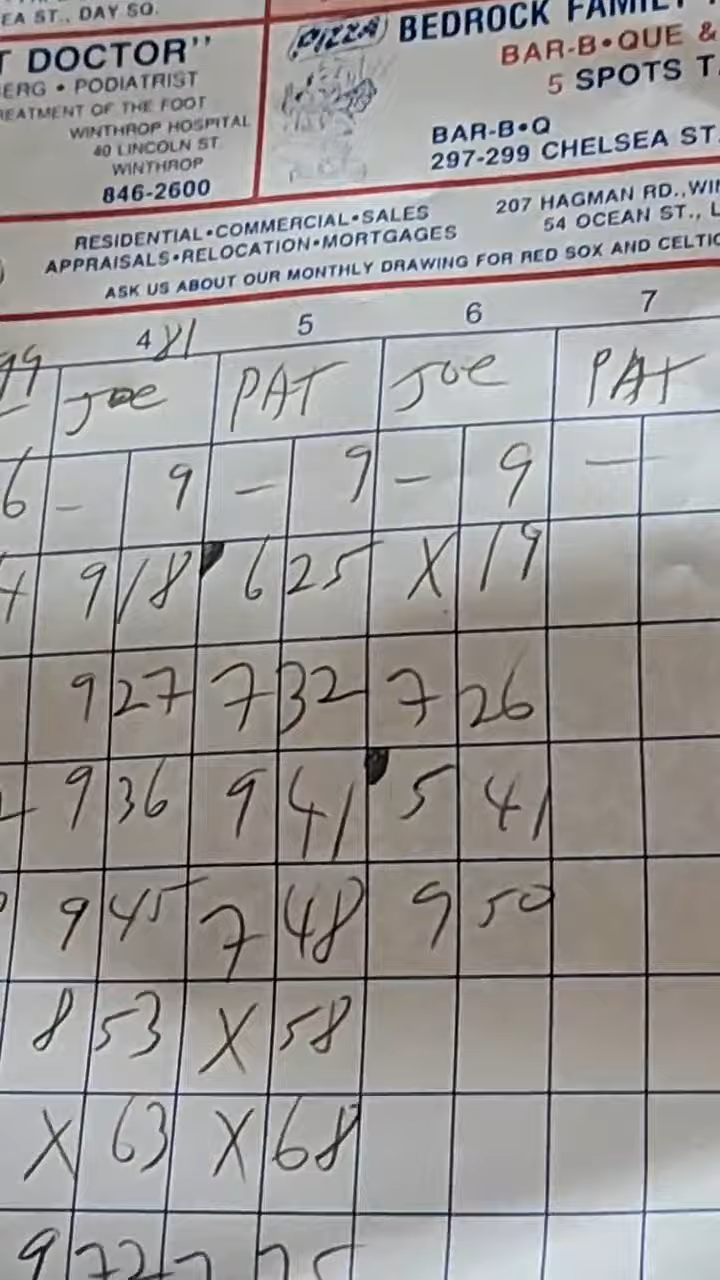 EA ST., DAY SQ.
T DOCTOR"
ERG • PODIATRIST
REATMENT OF THE FOOT
WINTHROP HOSPITAL
40 LINCOLN ST.
WINTHROP
846-2600
PIZZA
BEDROCK FAMIL
BAR-B•QUE &
5 SPOTS T
BAR-B•Q
297-299 CHELSEA ST.
RESIDENTIAL•COMMERCIAL•SALES
APPRAISALS•RELOCATION•MORTGAGES
207 HAGMAN RD., WIN
54 OCEAN ST., L
ASK US ABOUT OUR MONTHLY DRAWING FOR RED SOX AND CELTIC
4 81 5 6 7
Joe PAT Joe PAT
6 - 9 - 9 - 9 -
9 18 6 25 X 19
9 27 7 32 7 26
9 36 9 41 5 41
9 45 7 48 9 50
8 53 X 58
X 63 X 68
9 72 7 75